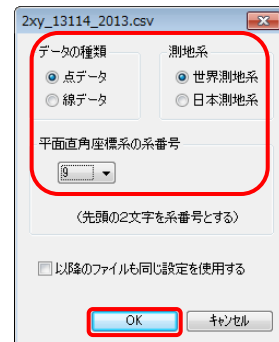 2xy_13114_2013.csv
データの種類 測地系
点データ 世界測地系
線データ 日本測地系
平面直角座標系の系番号
9
(先頭の2文字を系番号とする)
以降のファイルも同じ設定を使用する
OK キャンセル